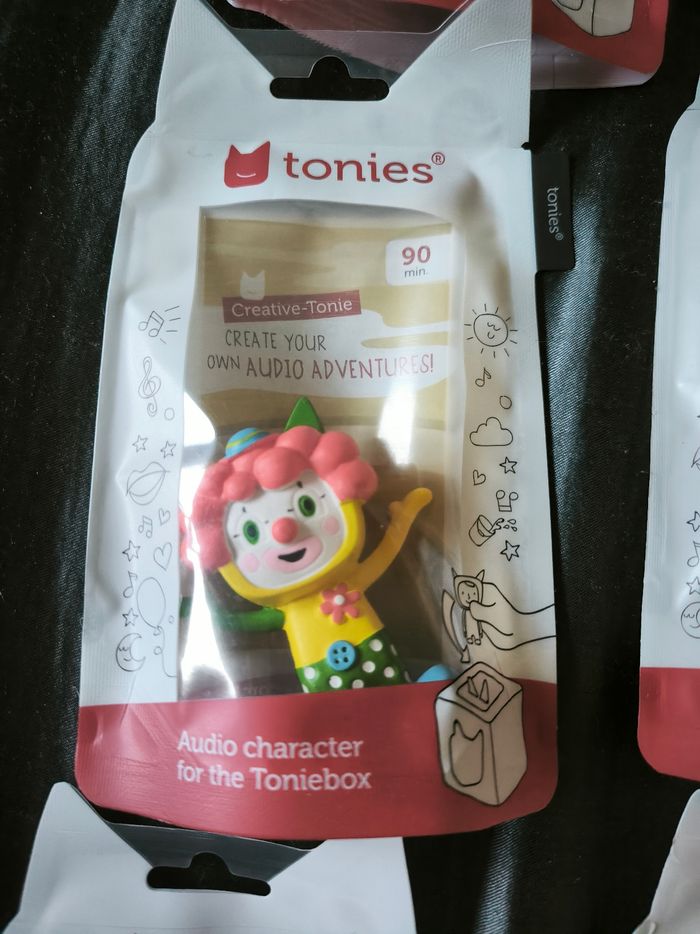 tonies®
tonies®
90
min.
Creative-Tonie
CREATE YOUR
OWN AUDIO ADVENTURES!
Audio character
for the Toniebox